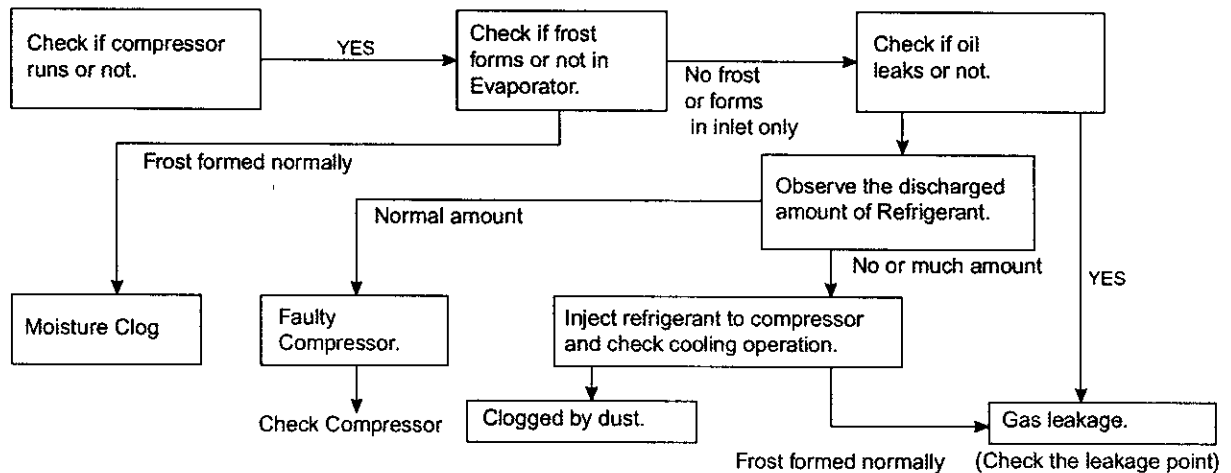 Check if compressor
runs or not.
YES
Check if frost
forms or not in
Evaporator.
No frost
or forms
in inlet only
Check if oil
leaks or not.
Frost formed normally
Normal amount
Observe the discharged
amount of Refrigerant.
No or much amount
YES
Moisture Clog
Faulty
Compressor.
Inject refrigerant to compressor
and check cooling operation.
Check Compressor
Clogged by dust.
Gas leakage.
Frost formed normally
(Check the leakage point)